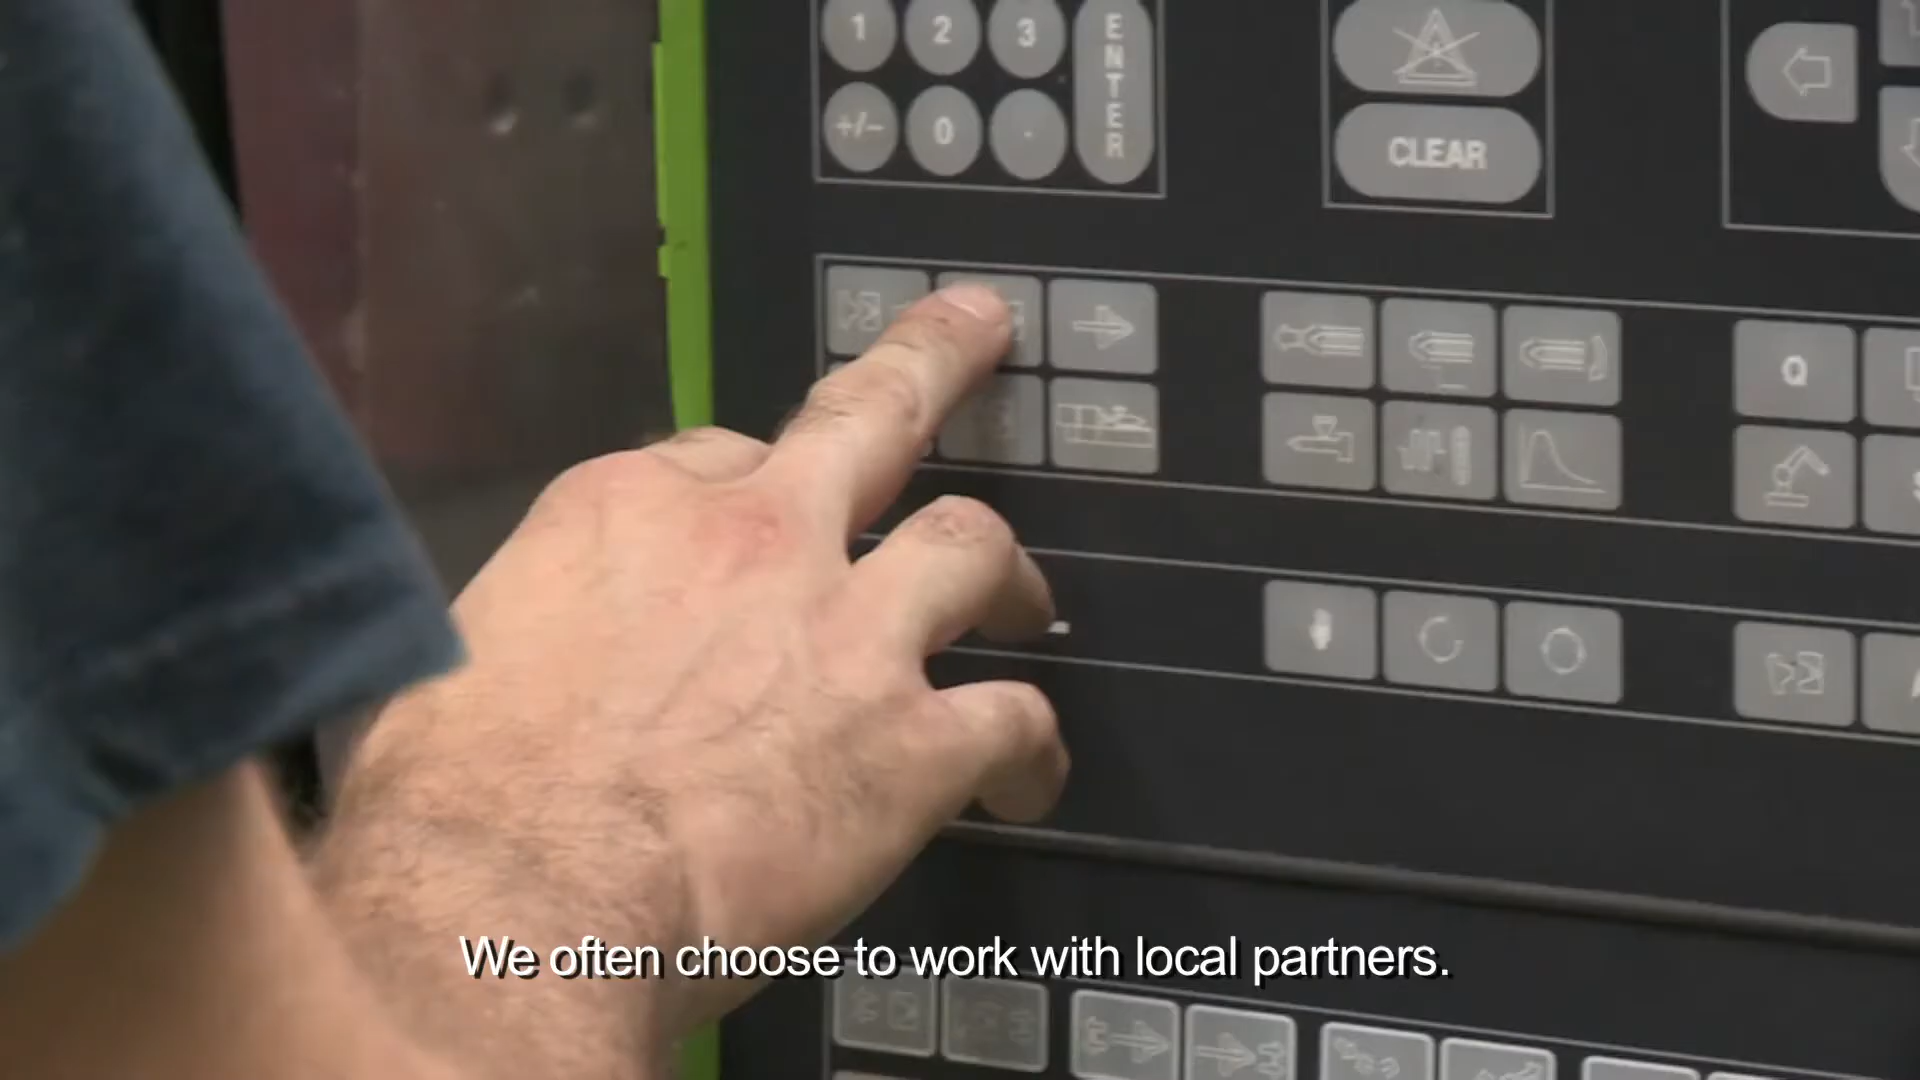 1 2 3 ENTER
+/- 0 .
CLEAR
Q
We often choose to work with local partners.